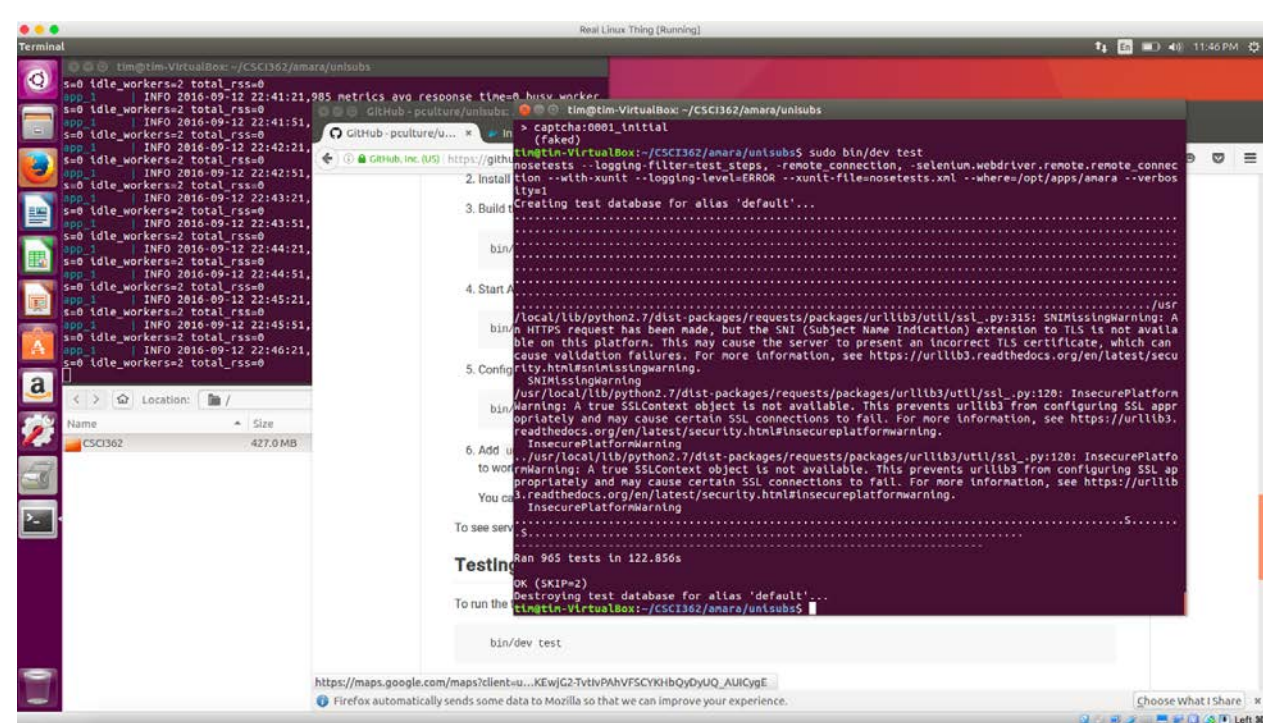 Real Linux Thing [Running]
Terminal
En
11:46 PM
tim@tim-VirtualBox: ~/CSCI362/amara/unisubs
s=0 idle_workers=2 total_rss=0
app_1 | INFO 2016-09-12 22:41:21,985 metrics avg response time=0 busy_worker
s=0 idle_workers=2 total_rss=0
app_1 | INFO 2016-09-12 22:41:51,
s=0 idle_workers=2 total_rss=0
app_1 | INFO 2016-09-12 22:42:21,
s=0 idle_workers=2 total_rss=0
app_1 | INFO 2016-09-12 22:42:51,
s=0 idle_workers=2 total_rss=0
app_1 | INFO 2016-09-12 22:43:21,
s=0 idle_workers=2 total_rss=0
app_1 | INFO 2016-09-12 22:43:51,
s=0 idle_workers=2 total_rss=0
app_1 | INFO 2016-09-12 22:44:21,
s=0 idle_workers=2 total_rss=0
app_1 | INFO 2016-09-12 22:44:51,
s=0 idle_workers=2 total_rss=0
app_1 | INFO 2016-09-12 22:45:21,
s=0 idle_workers=2 total_rss=0
app_1 | INFO 2016-09-12 22:45:51,
s=0 idle_workers=2 total_rss=0
app_1 | INFO 2016-09-12 22:46:21,
s=0 idle_workers=2 total_rss=0
Location: /
Name Size
CSCI362 427.0 MB
GitHub - pculture/unisubs:
GitHub - pculture/u... × In
GitHub, Inc. (US) https://githu
2. Install
3. Build t
bin/
4. Start A
bin/
5. Config
bin/
6. Add u
to wor
You ca
To see serv
Testing
To run the
bin/dev test
https://maps.google.com/maps?client=u...KEwjG2-TvtIvPAhVFSCYKHbQyDyUQ_AUICygE
Firefox automatically sends some data to Mozilla so that we can improve your experience.
Choose What I Share ×
tim@tim-VirtualBox: ~/CSCI362/amara/unisubs
> captcha:0001_initial
(faked)
tim@tim-VirtualBox:~/CSCI362/amara/unisubs$ sudo bin/dev test
nosetests --logging-filter=test_steps, -remote_connection, -selenium.webdriver.remote.remote_connec
tion --with-xunit --logging-level=ERROR --xunit-file=nosetests.xml --where=/opt/apps/amara --verbos
ity=1
Creating test database for alias 'default'...
/usr
/local/lib/python2.7/dist-packages/requests/packages/urllib3/util/ssl_.py:315: SNIMissingWarning: A
n HTTPS request has been made, but the SNI (Subject Name Indication) extension to TLS is not availa
ble on this platform. This may cause the server to present an incorrect TLS certificate, which can
cause validation failures. For more information, see https://urllib3.readthedocs.org/en/latest/secu
rity.html#snimissingwarning.
SNIMissingWarning
/usr/local/lib/python2.7/dist-packages/requests/packages/urllib3/util/ssl_.py:120: InsecurePlatform
Warning: A true SSLContext object is not available. This prevents urllib3 from configuring SSL appr
opriately and may cause certain SSL connections to fail. For more information, see https://urllib3.
readthedocs.org/en/latest/security.html#insecureplatformwarning.
InsecurePlatformWarning
../usr/local/lib/python2.7/dist-packages/requests/packages/urllib3/util/ssl_.py:120: InsecurePlatfo
rmWarning: A true SSLContext object is not available. This prevents urllib3 from configuring SSL ap
propriately and may cause certain SSL connections to fail. For more information, see https://urllib
3.readthedocs.org/en/latest/security.html#insecureplatformwarning.
InsecurePlatformWarning
S.......
.S
Ran 965 tests in 122.856s
OK (SKIP=2)
Destroying test database for alias 'default'...
tim@tim-VirtualBox:~/CSCI362/amara/unisubs$
Left ⌘